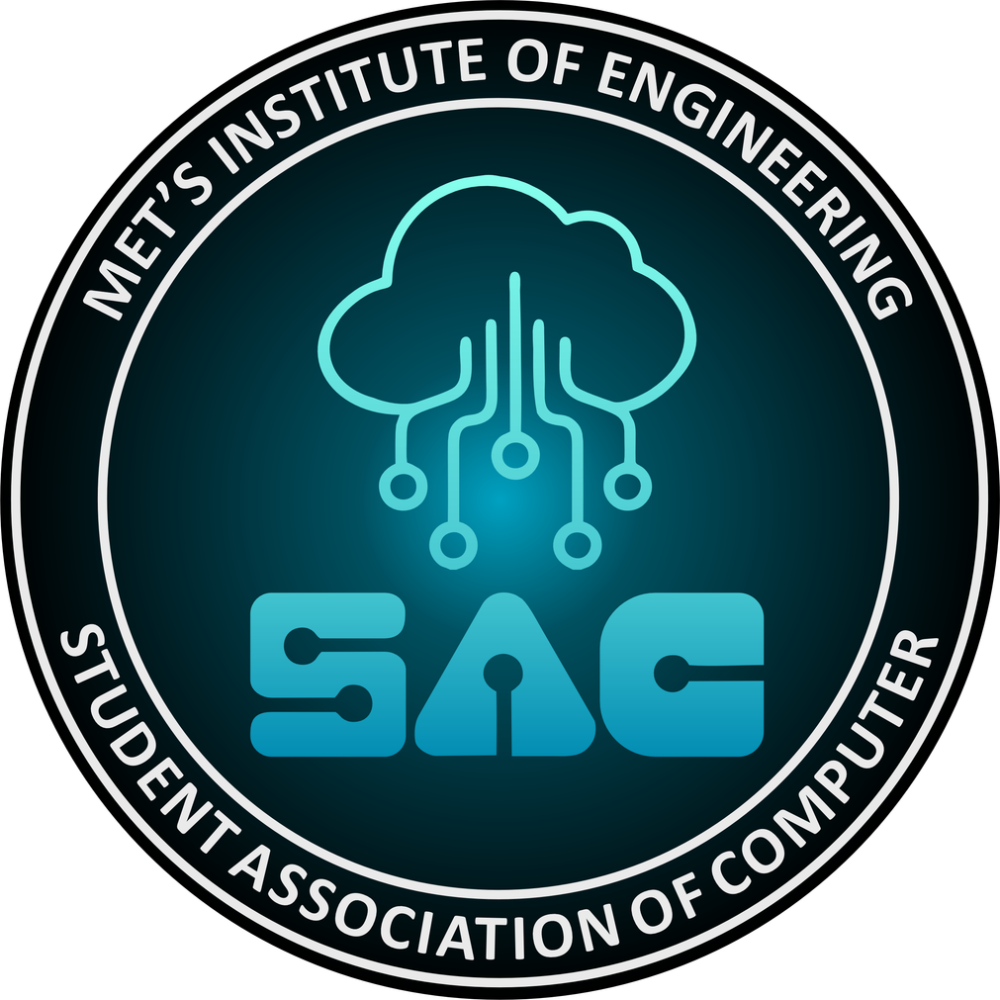 MET'S INSTITUTE OF ENGINEERING
SAC
STUDENT ASSOCIATION OF COMPUTER